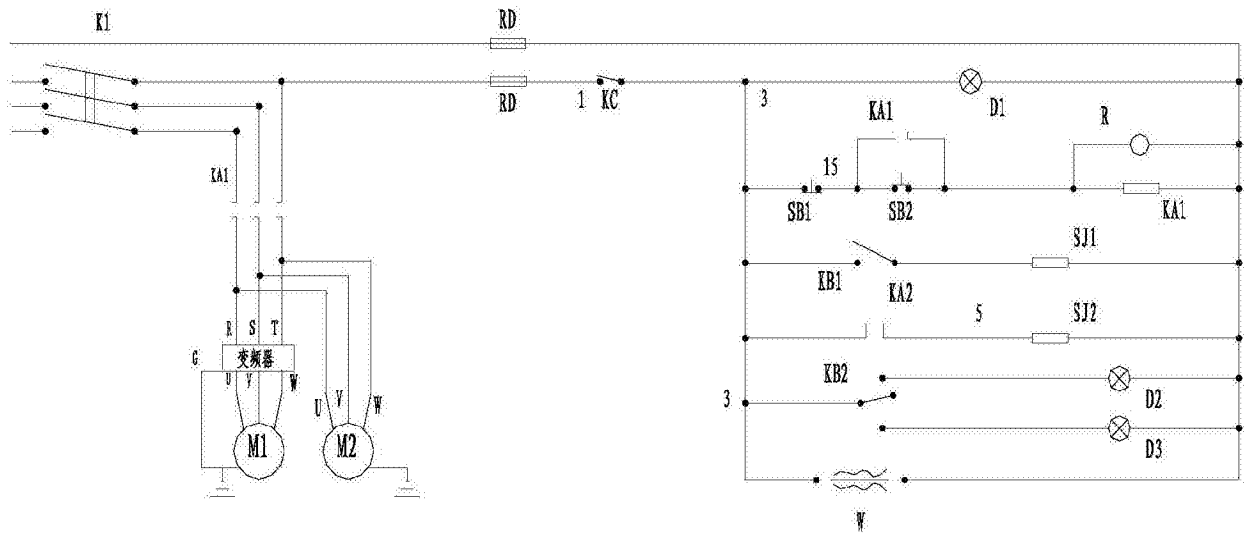 K1
RD
RD
1
KC
3
D1
KA1
R
KA1
15
SB1
SB2
KA1
SJ1
KB1
KA2
5
SJ2
R S T
G
变频器
U V W
KB2
D2
U V W
3
M1
M2
D3
W